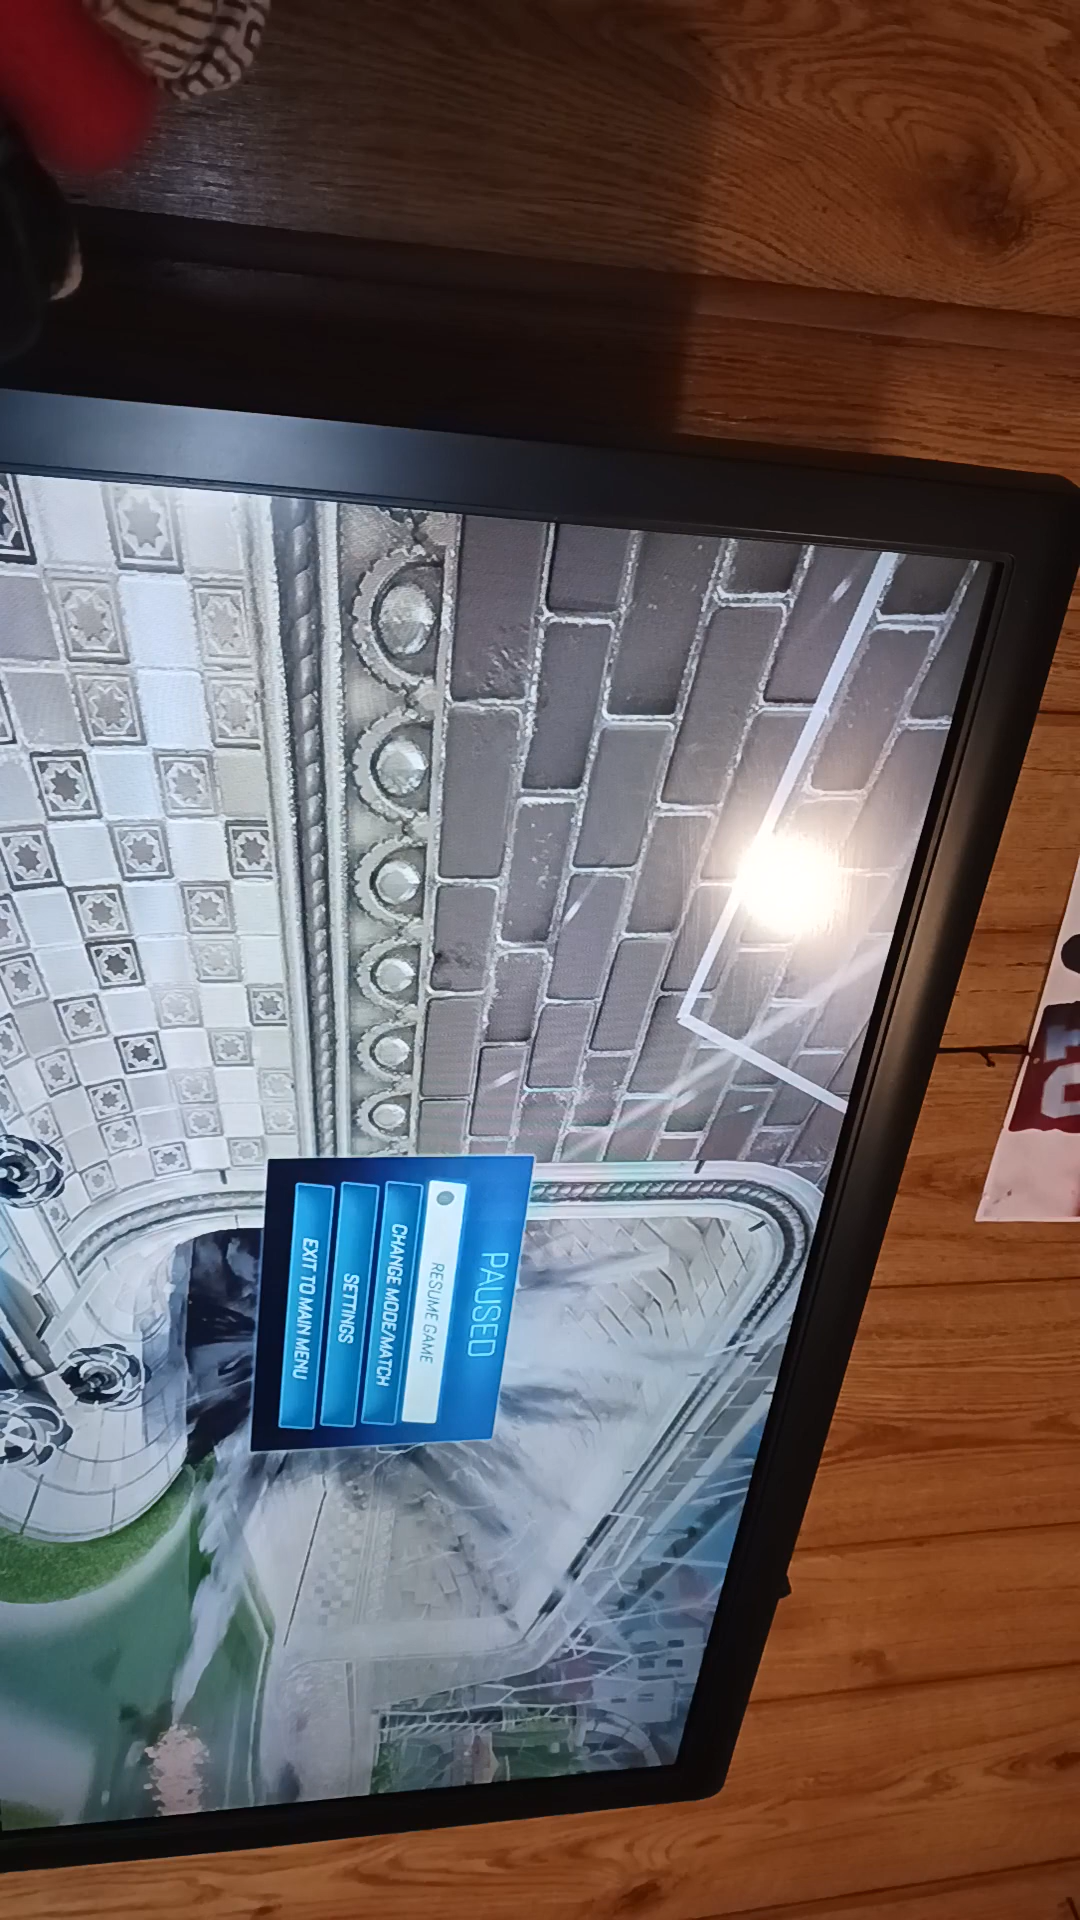 PAUSED
RESUME GAME
CHANGE MODE/MATCH
SETTINGS
EXIT TO MAIN MENU